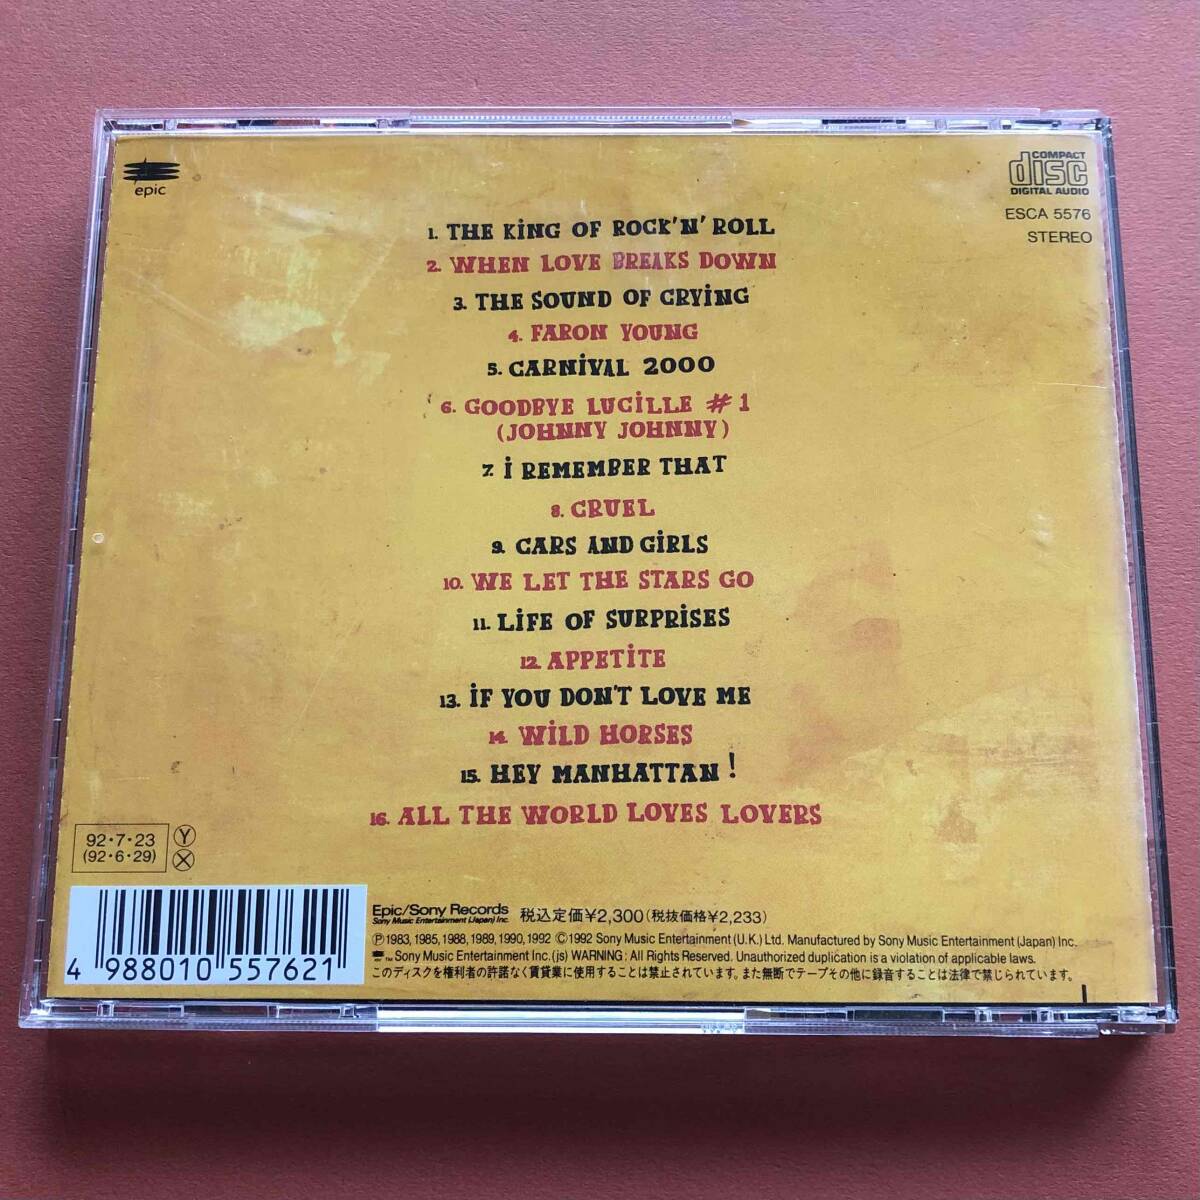 epic
COMPACT
disc
DIGITAL AUDIO
ESCA 5576
STEREO
1. THE KiNG OF ROCK'N' ROLL
2. WHEN LOVE BREAKS DOWN
3. THE SOUND OF CRYiNG
4. FARON YOUNG
5. CARNiVAL 2000
6. GOODBYE LUCiLLE #1
(JOHNNY JOHNNY)
7. i REMEMBER THAT
8. CRUEL
9. CARS AND GiRLS
10. WE LET THE STARS GO
11. LiFE OF SURPRiSES
12. APPETiTE
13. iF YOU DON'T LOVE ME
14. WiLD HORSES
15. HEY MANHATTAN!
16. ALL THE WORLD LOVES LOVERS
92・7・23 Y
(92・6・29) X
4 988010 557621
Epic/Sony Records
Sony Music Entertainment (Japan) Inc.
税込定価¥2,300(税抜価格¥2,233)
Ⓟ1983, 1985, 1988, 1989, 1990, 1992 ©1992 Sony Music Entertainment (U.K.) Ltd. Manufactured by Sony Music Entertainment (Japan) Inc.
™ Sony Music Entertainment Inc. (js) WARNING: All Rights Reserved. Unauthorized duplication is a violation of applicable laws.
このディスクを権利者の許諾なく賃貸業に使用することは禁止されています。また無断でテープその他に録音することは法律で禁じられています。